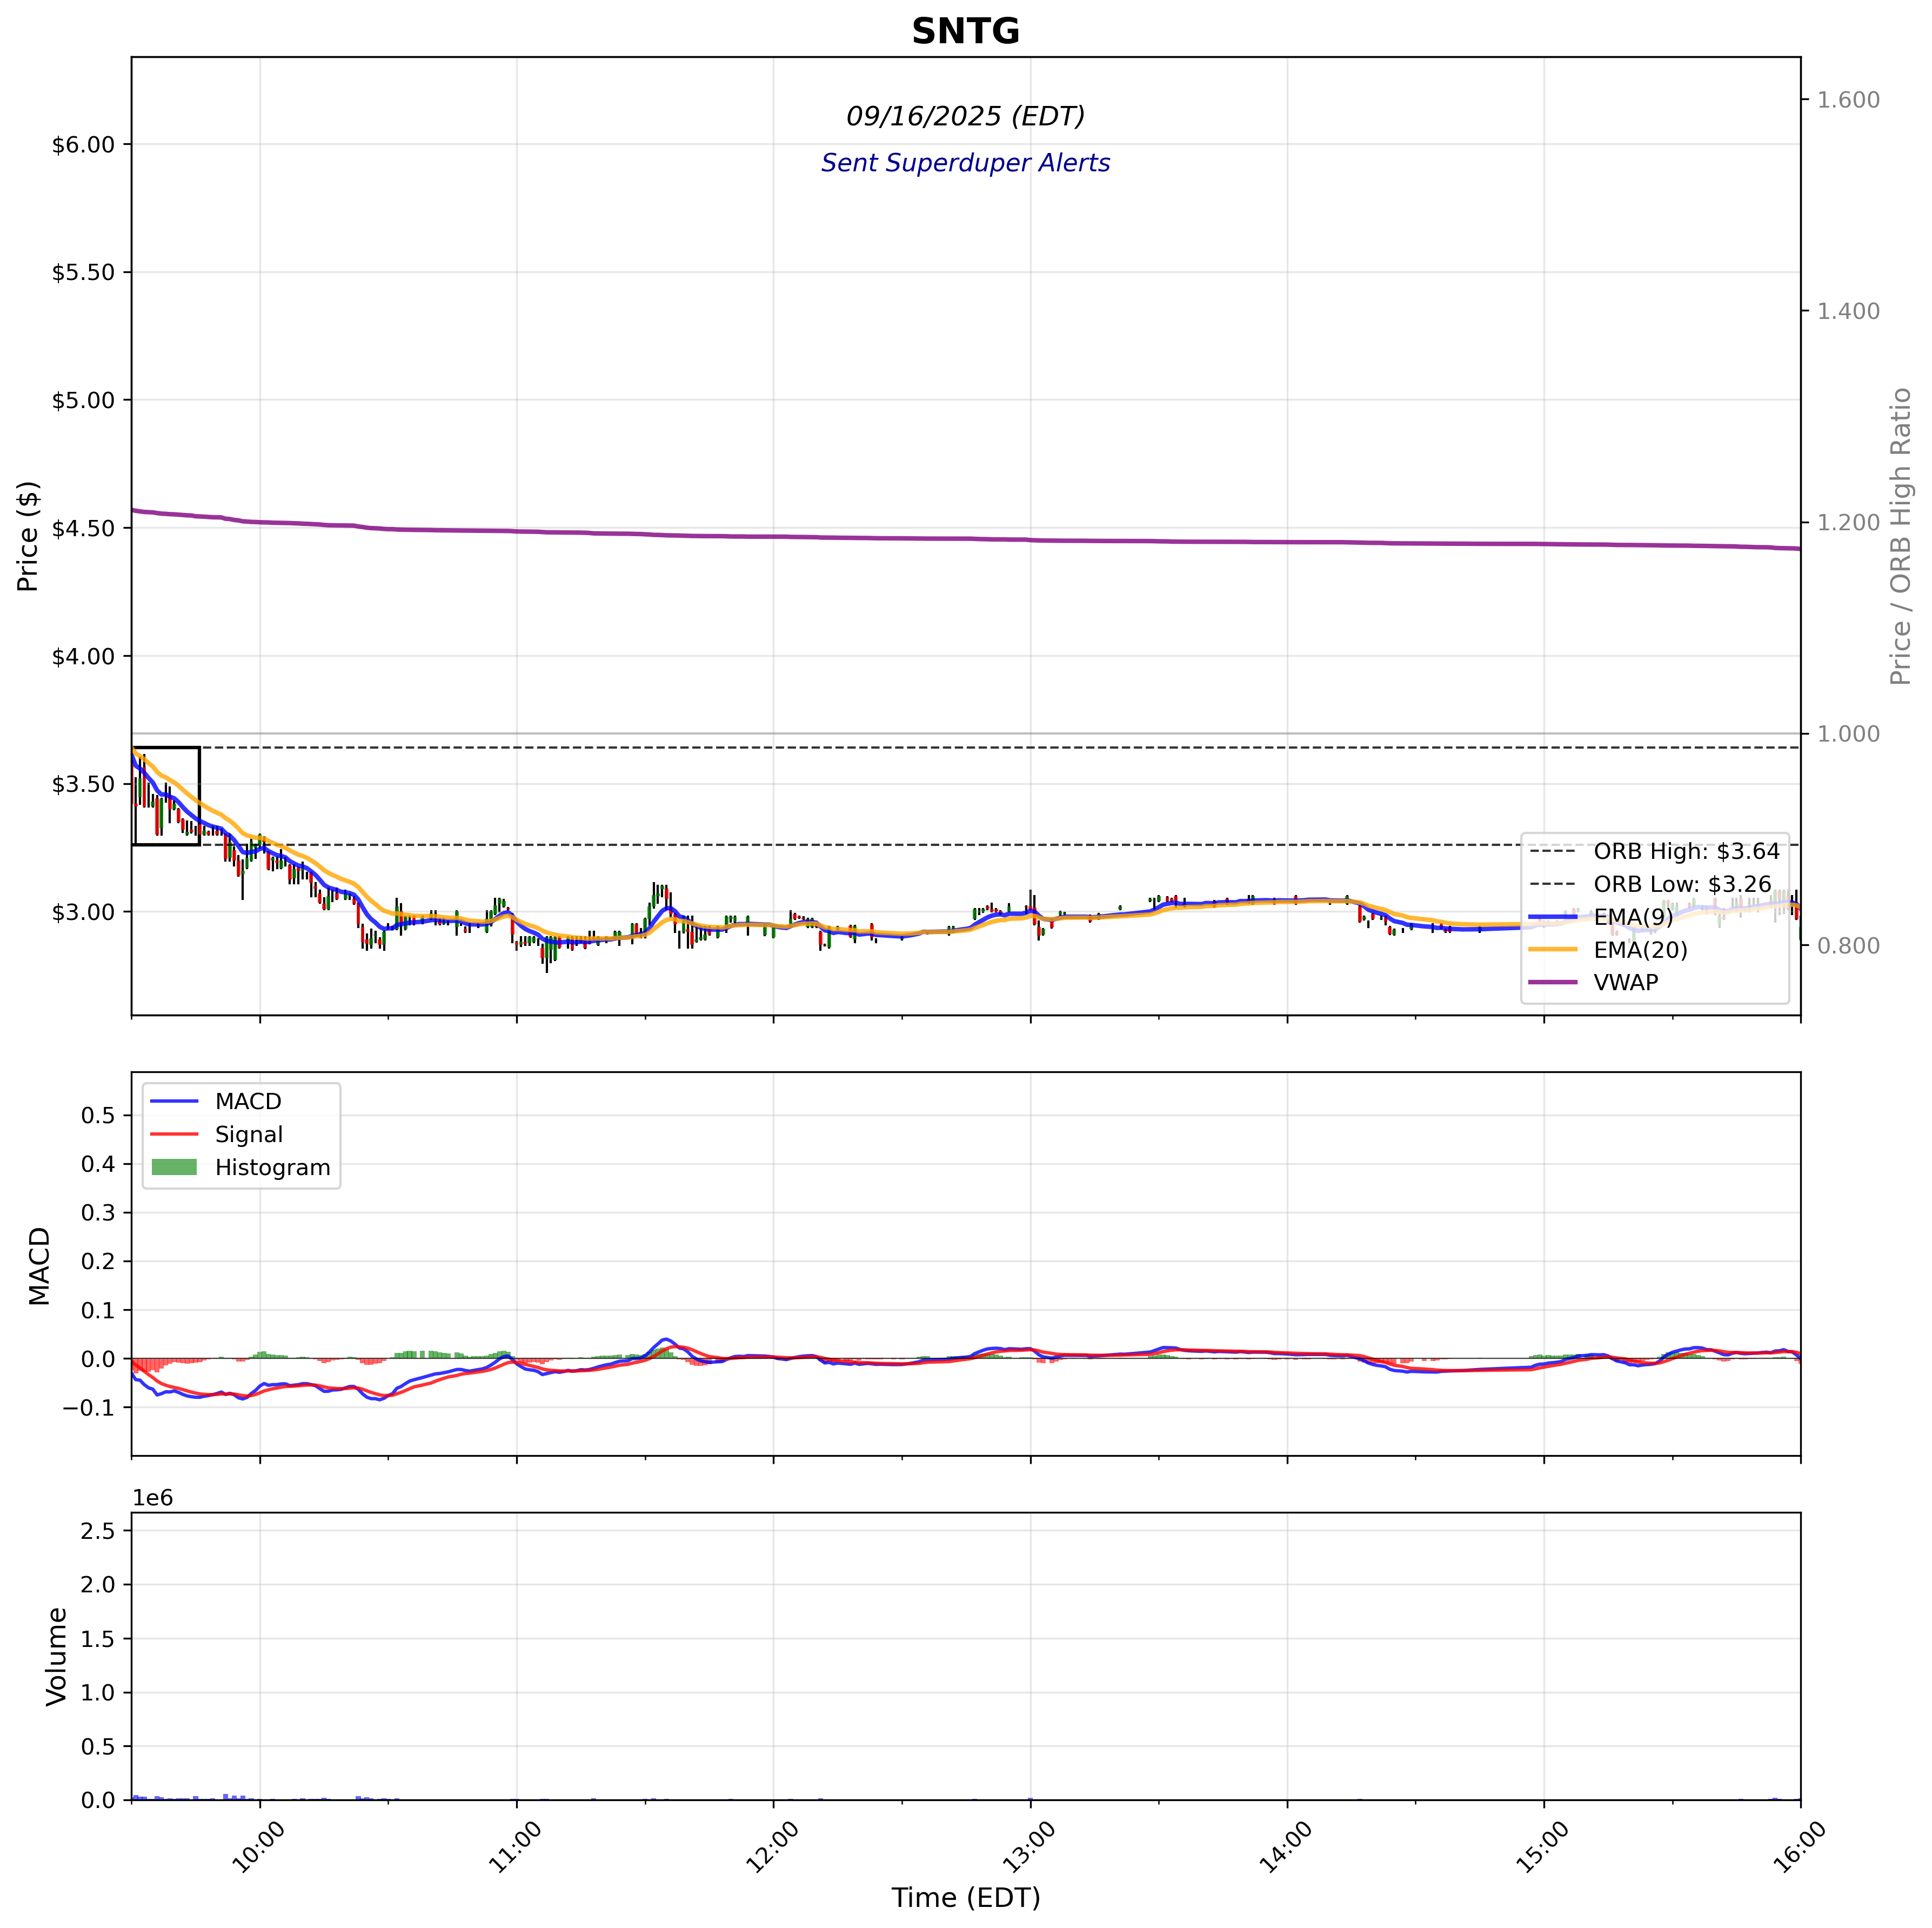 SNTG
09/16/2025 (EDT)
Sent Superduper Alerts
Price ($)
$6.00
$5.50
$5.00
$4.50
$4.00
$3.50
$3.00
1.600
1.400
1.200
1.000
0.800
Price / ORB High Ratio
ORB High: $3.64
ORB Low: $3.26
EMA(9)
EMA(20)
VWAP
MACD
0.5
0.4
0.3
0.2
0.1
0.0
−0.1
MACD
Signal
Histogram
1e6
Volume
2.5
2.0
1.5
1.0
0.5
0.0
10:00
11:00
12:00
13:00
14:00
15:00
16:00
Time (EDT)